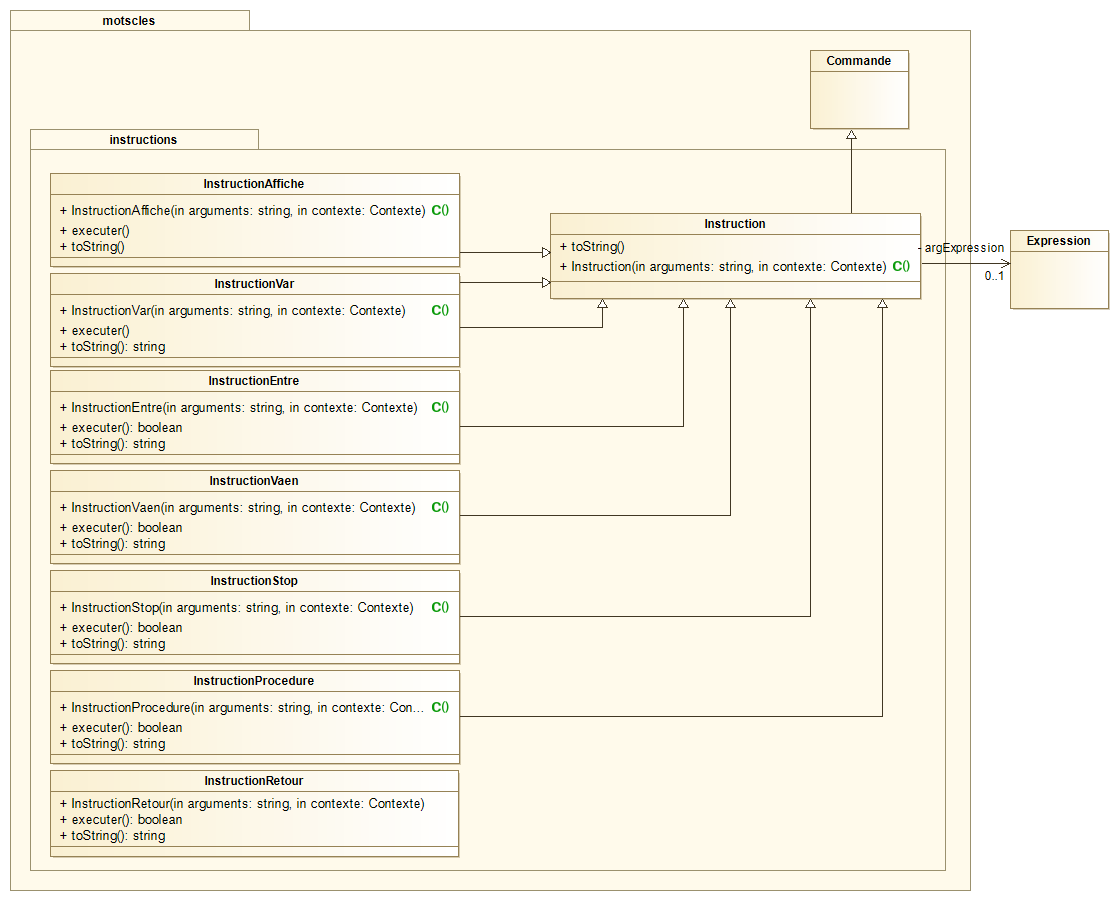 motscles
Commande
instructions
InstructionAffiche
+ InstructionAffiche(in arguments: string, in contexte: Contexte) C()
+ executer()
+ toString()
Instruction
+ toString()
+ Instruction(in arguments: string, in contexte: Contexte) C()
- argExpression
0..1
Expression
InstructionVar
+ InstructionVar(in arguments: string, in contexte: Contexte) C()
+ executer()
+ toString(): string
InstructionEntre
+ InstructionEntre(in arguments: string, in contexte: Contexte) C()
+ executer(): boolean
+ toString(): string
InstructionVaen
+ InstructionVaen(in arguments: string, in contexte: Contexte) C()
+ executer(): boolean
+ toString(): string
InstructionStop
+ InstructionStop(in arguments: string, in contexte: Contexte) C()
+ executer(): boolean
+ toString(): string
InstructionProcedure
+ InstructionProcedure(in arguments: string, in contexte: Con... C()
+ executer(): boolean
+ toString(): string
InstructionRetour
+ InstructionRetour(in arguments: string, in contexte: Contexte)
+ executer(): boolean
+ toString(): string